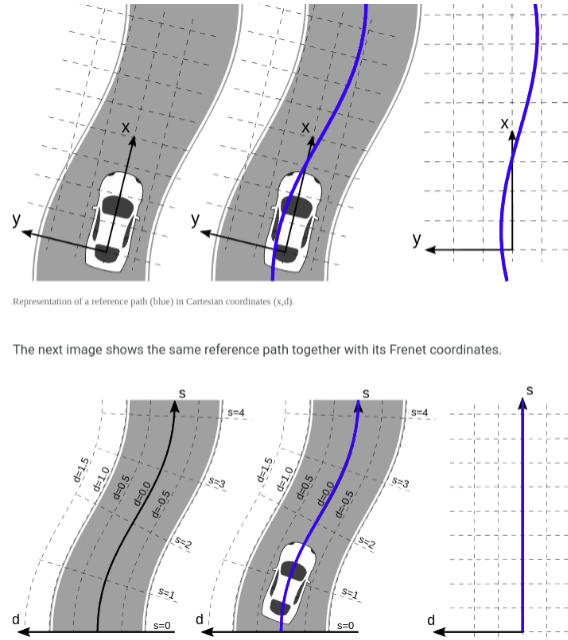 x
y
x
y
x
y
Representation of a reference path (blue) in Cartesian coordinates (x,d).
The next image shows the same reference path together with its Frenet coordinates.
s
s=4
d=1.5
d=1.0
d=0.5
d=0.0
d=-0.5
s=3
s=2
s=1
s=0
d
s
s=4
d=1.5
d=1.0
d=0.5
d=0.0
d=-0.5
s=3
s=2
s=1
s=0
d
s
d